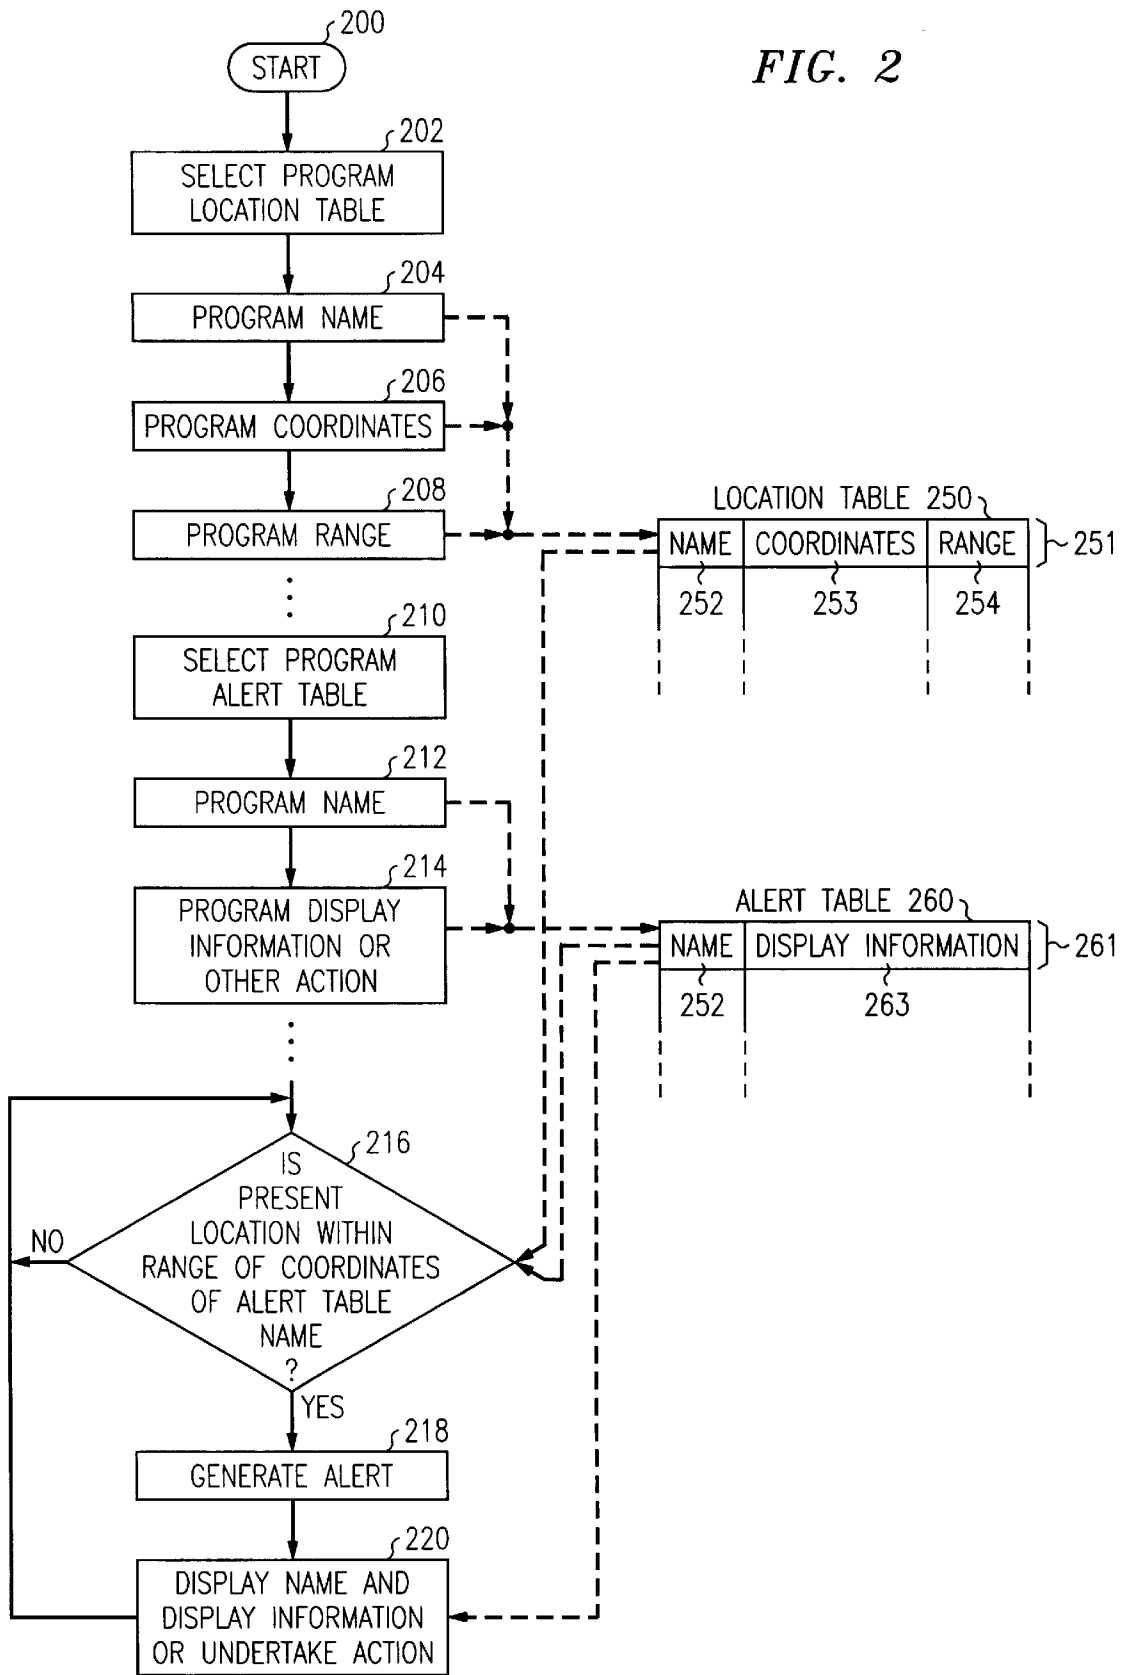 200
START
FIG. 2
202
SELECT PROGRAM
LOCATION TABLE
204
PROGRAM NAME
206
PROGRAM COORDINATES
208
PROGRAM RANGE
LOCATION TABLE 250
NAME COORDINATES RANGE
251
252 253 254
210
SELECT PROGRAM
ALERT TABLE
212
PROGRAM NAME
214
PROGRAM DISPLAY
INFORMATION OR
OTHER ACTION
ALERT TABLE 260
NAME DISPLAY INFORMATION
261
252 263
216
IS
PRESENT
LOCATION WITHIN
RANGE OF COORDINATES
OF ALERT TABLE
NAME
?
NO
YES
218
GENERATE ALERT
220
DISPLAY NAME AND
DISPLAY INFORMATION
OR UNDERTAKE ACTION